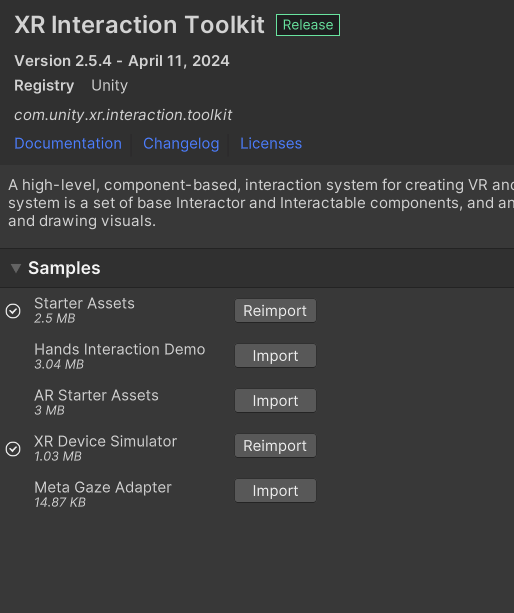 XR Interaction Toolkit Release
Version 2.5.4 - April 11, 2024
Registry Unity
com.unity.xr.interaction.toolkit
Documentation Changelog Licenses
A high-level, component-based, interaction system for creating VR and
system is a set of base Interactor and Interactable components, and an
and drawing visuals.
Samples
Starter Assets Reimport
2.5 MB
Hands Interaction Demo Import
3.04 MB
AR Starter Assets Import
3 MB
XR Device Simulator Reimport
1.03 MB
Meta Gaze Adapter Import
14.87 KB